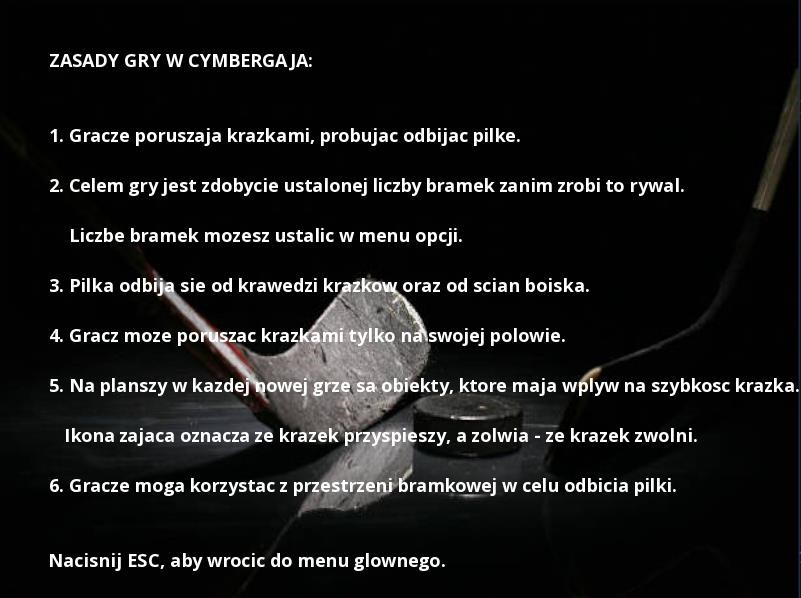 ZASADY GRY W CYMBERGAJA:
1. Gracze poruszaja krazkami, probujac odbijac pilke.
2. Celem gry jest zdobycie ustalonej liczby bramek zanim zrobi to rywal.
Liczbe bramek mozesz ustalic w menu opcji.
3. Pilka odbija sie od krawedzi krazkow oraz od scian boiska.
4. Gracz moze poruszac krazkami tylko na swojej polowie.
5. Na planszy w kazdej nowej grze sa obiekty, ktore maja wplyw na szybkosc krazka.
Ikona zajaca oznacza ze krazek przyspieszy, a zolwia - ze krazek zwolni.
6. Gracze moga korzystac z przestrzeni bramkowej w celu odbicia pilki.
Nacisnij ESC, aby wrocic do menu glownego.